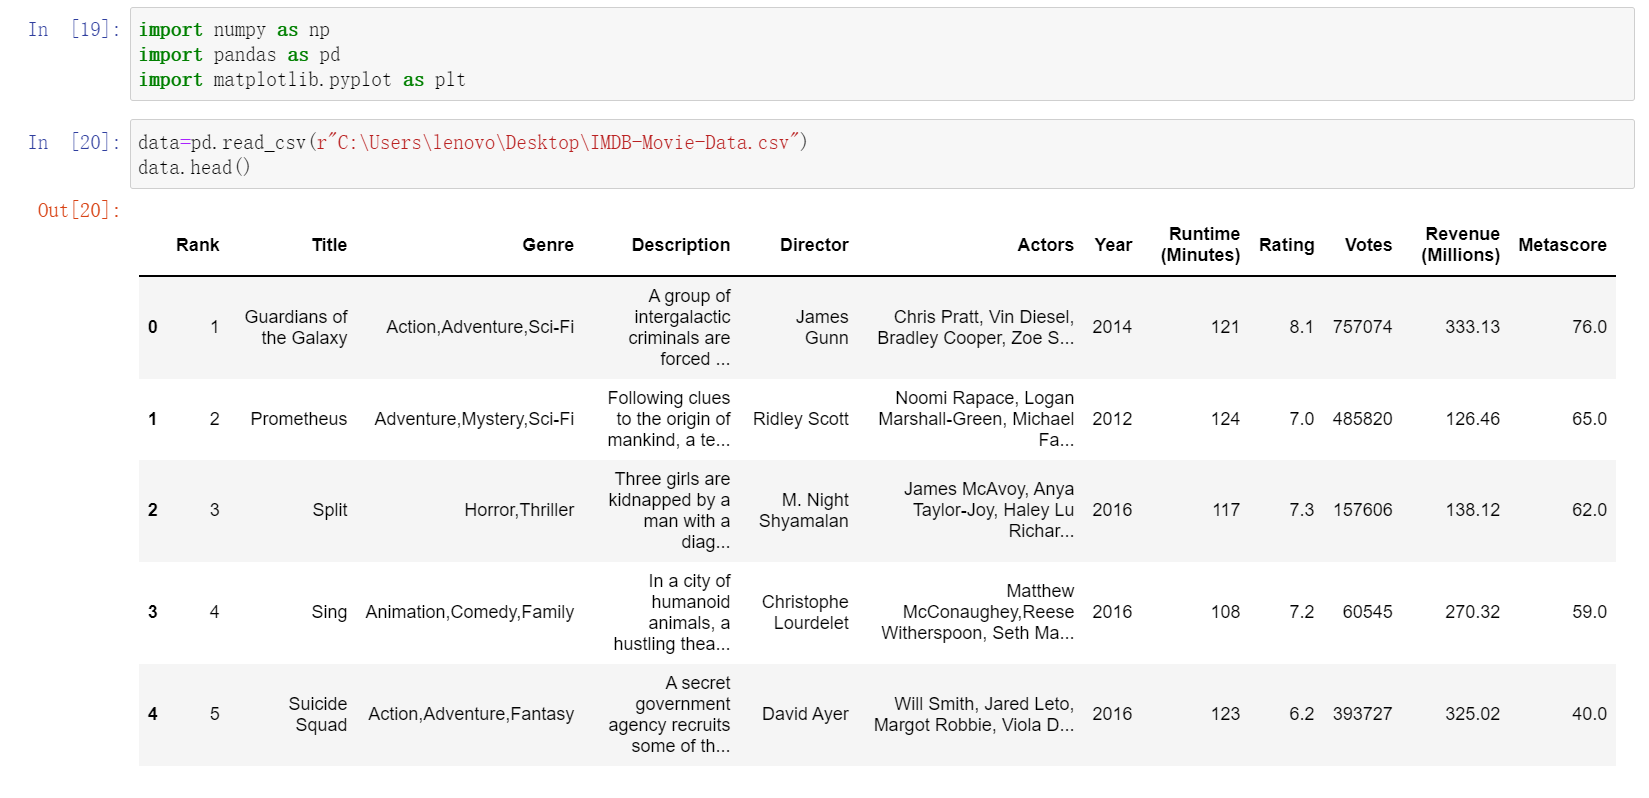 In [19]: import numpy as np
import pandas as pd
import matplotlib.pyplot as plt
In [20]: data=pd.read_csv(r"C:\Users\lenovo\Desktop\IMDB-Movie-Data.csv")
data.head()
Out[20]:
Rank Title Genre Description Director Actors Year Runtime (Minutes) Rating Votes Revenue (Millions) Metascore
0 1 Guardians of the Galaxy Action,Adventure,Sci-Fi A group of intergalactic criminals are forced ... James Gunn Chris Pratt, Vin Diesel, Bradley Cooper, Zoe S... 2014 121 8.1 757074 333.13 76.0
1 2 Prometheus Adventure,Mystery,Sci-Fi Following clues to the origin of mankind, a te... Ridley Scott Noomi Rapace, Logan Marshall-Green, Michael Fa... 2012 124 7.0 485820 126.46 65.0
2 3 Split Horror,Thriller Three girls are kidnapped by a man with a diag... M. Night Shyamalan James McAvoy, Anya Taylor-Joy, Haley Lu Richar... 2016 117 7.3 157606 138.12 62.0
3 4 Sing Animation,Comedy,Family In a city of humanoid animals, a hustling thea... Christophe Lourdelet Matthew McConaughey,Reese Witherspoon, Seth Ma... 2016 108 7.2 60545 270.32 59.0
4 5 Suicide Squad Action,Adventure,Fantasy A secret government agency recruits some of th... David Ayer Will Smith, Jared Leto, Margot Robbie, Viola D... 2016 123 6.2 393727 325.02 40.0